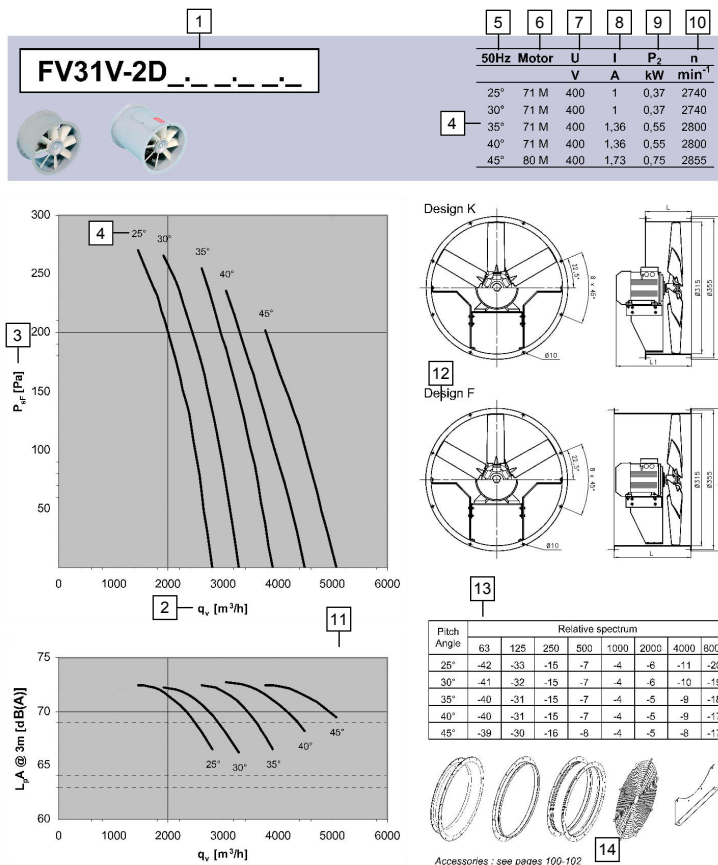 1
FV31V-2D_._ _._ _._
5 6 7 8 9 10
50Hz Motor U I P2 n
V A kW min-1
25° 71 M 400 1 0,37 2740
30° 71 M 400 1 0,37 2740
4
35° 71 M 400 1,36 0,55 2800
40° 71 M 400 1,36 0,55 2800
45° 80 M 400 1,73 0,75 2855
300
250
200
150
100
50
3
PsF [Pa]
4
25°
30°
35°
40°
45°
0 1000 2000 3000 4000 5000 6000
2
qv [m³/h]
Design K
22,5°
8 x 45°
Ø10
L
Ø315
Ø355
L1
12
Design F
22,5°
8 x 45°
Ø10
Ø315
Ø355
L
11
75
70
65
60
LpA @ 3m [dB(A)]
25°
30°
35°
40°
45°
0 1000 2000 3000 4000 5000 6000
qv [m³/h]
13
Pitch Angle Relative spectrum
63 125 250 500 1000 2000 4000
25° -42 -33 -15 -7 -4 -6 -11
30° -41 -32 -15 -7 -4 -6 -10
35° -40 -31 -15 -7 -4 -5 -9
40° -40 -31 -15 -7 -4 -5 -9
45° -39 -30 -16 -8 -4 -5 -8
14
Accessories : see pages 100-102